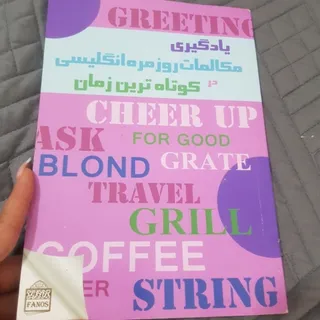 GREETING
یادگیری
مکالمات روزمره انگلیسی
در
کوتاه ترین زمان
CHEER UP
ASK
FOR GOOD
BLOND
GRATE
TRAVEL
GRILL
COFFEE
FANOS
STRING